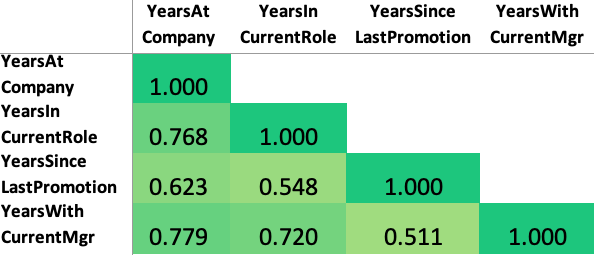 YearsAt YearsIn YearsSince YearsWith
Company CurrentRole LastPromotion CurrentMgr
YearsAt
Company 1.000
YearsIn
CurrentRole 0.768 1.000
YearsSince
LastPromotion 0.623 0.548 1.000
YearsWith
CurrentMgr 0.779 0.720 0.511 1.000